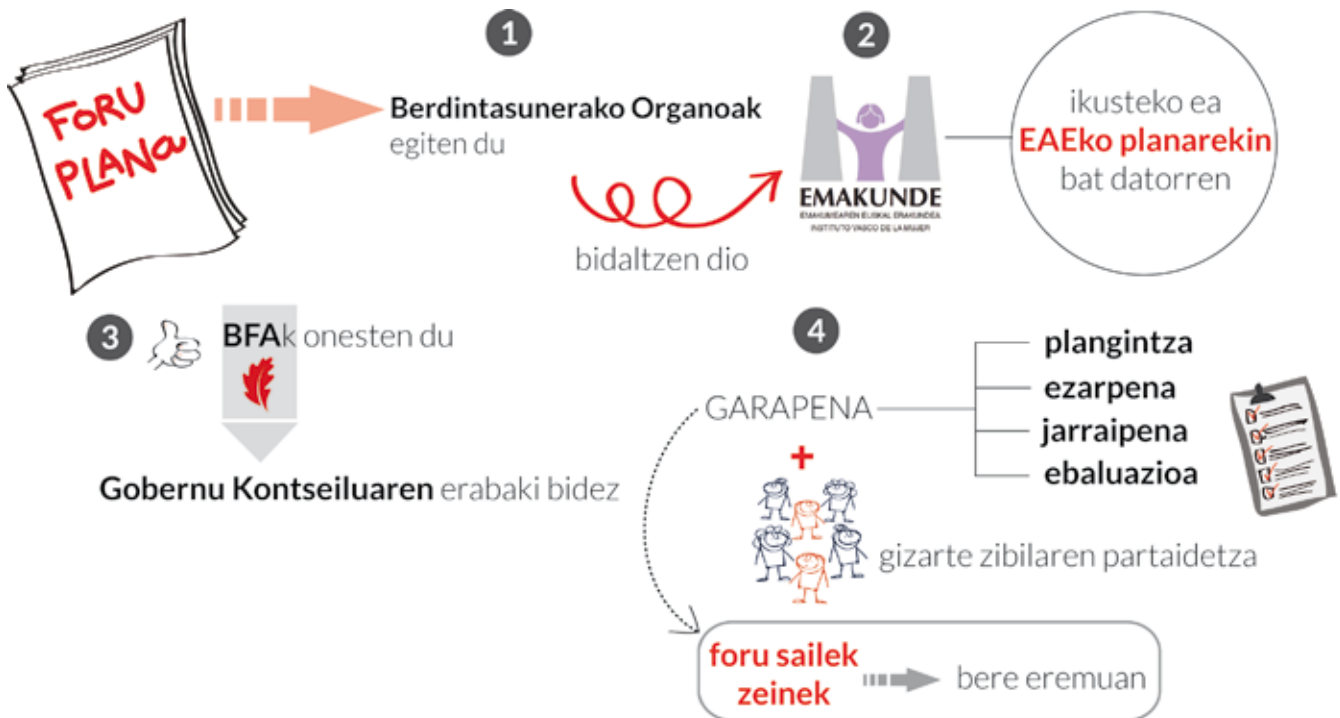 FORU
PLANA
1
Berdintasunerako Organoak
egiten du
bidaltzen dio
2
EMAKUNDE
EMAKUMEAREN EUSKAL ERAKUNDEA
INSTITUTO VASCO DE LA MUJER
ikusteko ea
EAEko planarekin
bat datorren
3
BFAk onesten du
Gobernu Kontseiluaren erabaki bidez
4
GARAPENA
plangintza
ezarpena
jarraipena
ebaluazioa
+
gizarte zibilaren partaidetza
foru sailek
zeinek
bere eremuan